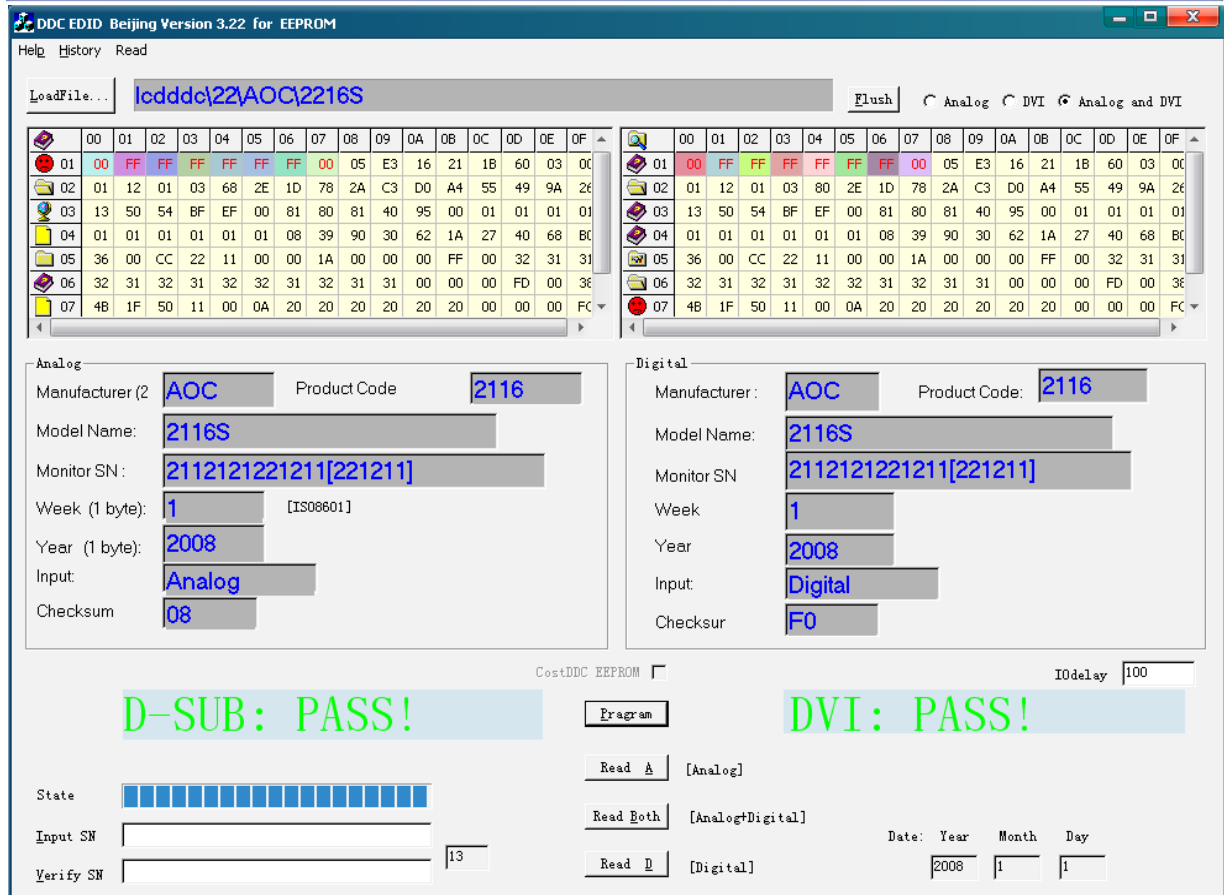 DDC EDID Beijing Version 3.22 for EEPROM
Help History Read
LoadFile... lcdddc\22\AOC\2216S Flush Analog DVI Analog and DVI
00 01 02 03 04 05 06 07 08 09 0A 0B 0C 0D 0E 0F 00 01 02 03 04 05 06 07 08 09 0A 0B 0C 0D 0E 0F
01 00 FF FF FF FF FF FF 00 05 E3 16 21 1B 60 03 01 00 FF FF FF FF FF FF 00 05 E3 16 21 1B 60 03
02 01 12 01 03 68 2E 1D 78 2A C3 D0 A4 55 49 9A 26 02 01 12 01 03 80 2E 1D 78 2A C3 D0 A4 55 49 9A 26
03 13 50 54 BF EF 00 81 80 81 40 95 00 01 01 01 01 03 13 50 54 BF EF 00 81 80 81 40 95 00 01 01 01 01
04 01 01 01 01 01 01 08 39 90 30 62 1A 27 40 68 04 01 01 01 01 01 01 08 39 90 30 62 1A 27 40 68
05 36 00 CC 22 11 00 00 1A 00 00 00 FF 00 32 31 31 05 36 00 CC 22 11 00 00 1A 00 00 00 FF 00 32 31 31
06 32 31 32 31 32 32 31 32 31 31 00 00 00 FD 00 06 32 31 32 31 32 32 31 32 31 31 00 00 00 FD 00
07 4B 1F 50 11 00 0A 20 20 20 20 20 20 00 00 00 07 4B 1F 50 11 00 0A 20 20 20 20 20 20 00 00 00
Analog Digital
Manufacturer (2 AOC Product Code 2116 Manufacturer : AOC Product Code: 2116
Model Name: 2116S Model Name: 2116S
Monitor SN : 2112121221211[221211] Monitor SN 2112121221211[221211]
Week (1 byte): 1 [ISO8601] Week 1
Year (1 byte): 2008 Year 2008
Input: Analog Input: Digital
Checksum 08 Checksur F0
CostDDC EEPROM IOdelay 100
D-SUB: PASS! Pragram DVI: PASS!
Read A [Analog]
State
Read Both [Analog+Digital]
Input SN Date: Year Month Day
13
Verify SN Read D [Digital] 2008 1 1